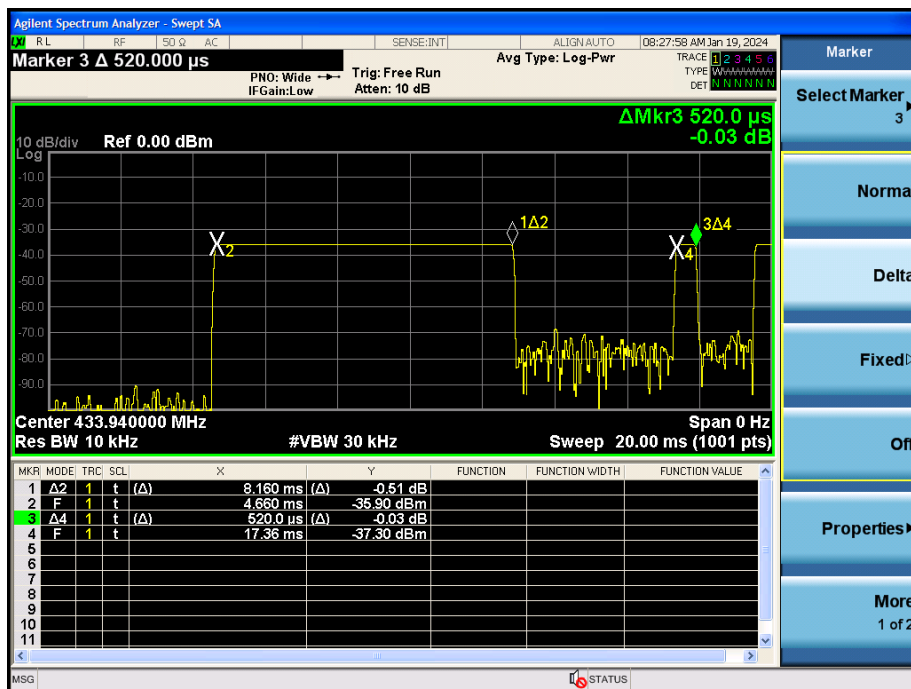 Agilent Spectrum Analyzer - Swept SA
LXI RL RF 50 Ω AC SENSE:INT ALIGN AUTO 08:27:58 AM Jan 19, 2024
Marker 3 Δ 520.000 µs
PNO: Wide
IFGain:Low
Trig: Free Run
Atten: 10 dB
Avg Type: Log-Pwr
TRACE 1 2 3 4 5 6
TYPE W
DET N N N N N N
ΔMkr3 520.0 µs
-0.03 dB
10 dB/div Ref 0.00 dBm
Log
-10.0
-20.0
-30.0
-40.0
-50.0
-60.0
-70.0
-80.0
-90.0
2
1Δ2
4
3Δ4
Center 433.940000 MHz Span 0 Hz
Res BW 10 kHz #VBW 30 kHz Sweep 20.00 ms (1001 pts)
MKR MODE TRC SCL X Y FUNCTION FUNCTION WIDTH FUNCTION VALUE
1 Δ2 1 t (Δ) 8.160 ms (Δ) -0.51 dB
2 F 1 t 4.660 ms -35.90 dBm
3 Δ4 1 t (Δ) 520.0 µs (Δ) -0.03 dB
4 F 1 t 17.36 ms -37.30 dBm
5
6
7
8
9
10
11
MSG STATUS
Marker
Select Marker
3
Norma
Delta
Fixed
Off
Properties
More
1 of 2